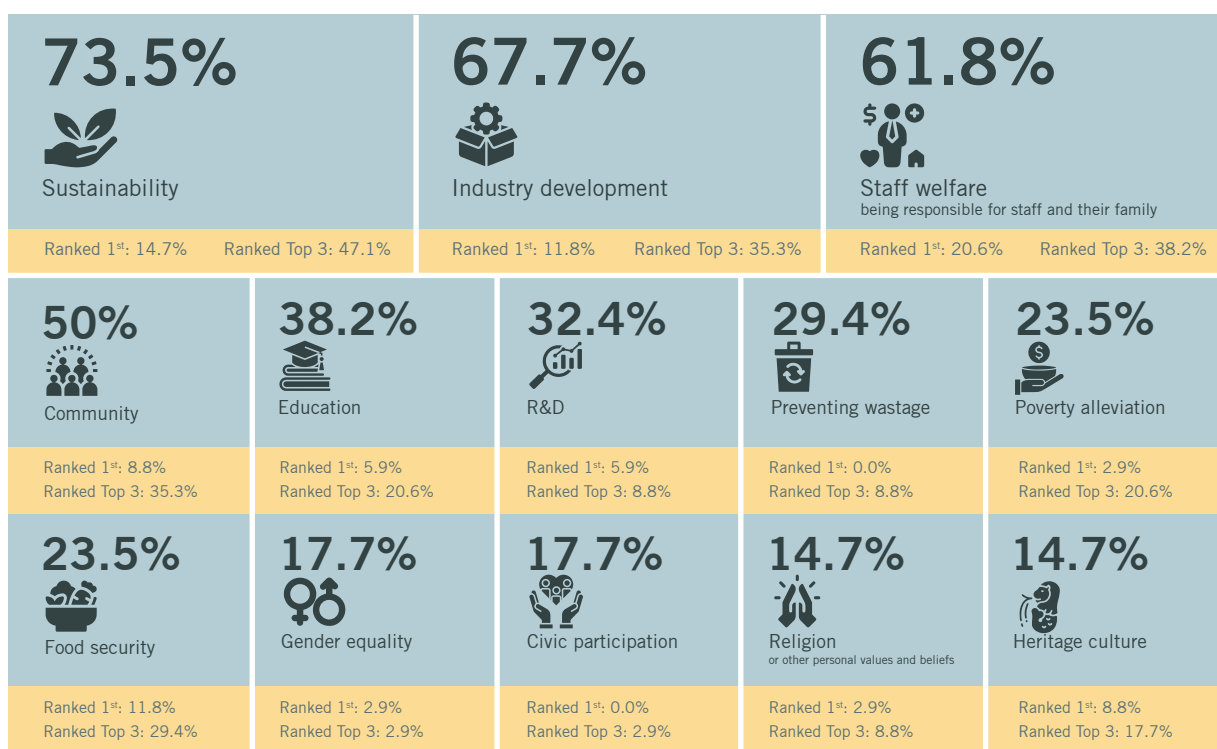 73.5%
67.7%
61.8%
$
Sustainability
Industry development
Staff welfare
being responsible for staff and their family
Ranked 1st: 14.7% Ranked Top 3: 47.1%
Ranked 1st: 11.8% Ranked Top 3: 35.3%
Ranked 1st: 20.6% Ranked Top 3: 38.2%
50%
Community
38.2%
Education
32.4%
R&D
29.4%
Preventing wastage
23.5%
$
Poverty alleviation
Ranked 1st: 8.8%
Ranked Top 3: 35.3%
Ranked 1st: 5.9%
Ranked Top 3: 20.6%
Ranked 1st: 5.9%
Ranked Top 3: 8.8%
Ranked 1st: 0.0%
Ranked Top 3: 8.8%
Ranked 1st: 2.9%
Ranked Top 3: 20.6%
23.5%
Food security
17.7%
Gender equality
17.7%
Civic participation
14.7%
Religion
or other personal values and beliefs
14.7%
Heritage culture
Ranked 1st: 11.8%
Ranked Top 3: 29.4%
Ranked 1st: 2.9%
Ranked Top 3: 2.9%
Ranked 1st: 0.0%
Ranked Top 3: 2.9%
Ranked 1st: 2.9%
Ranked Top 3: 8.8%
Ranked 1st: 8.8%
Ranked Top 3: 17.7%